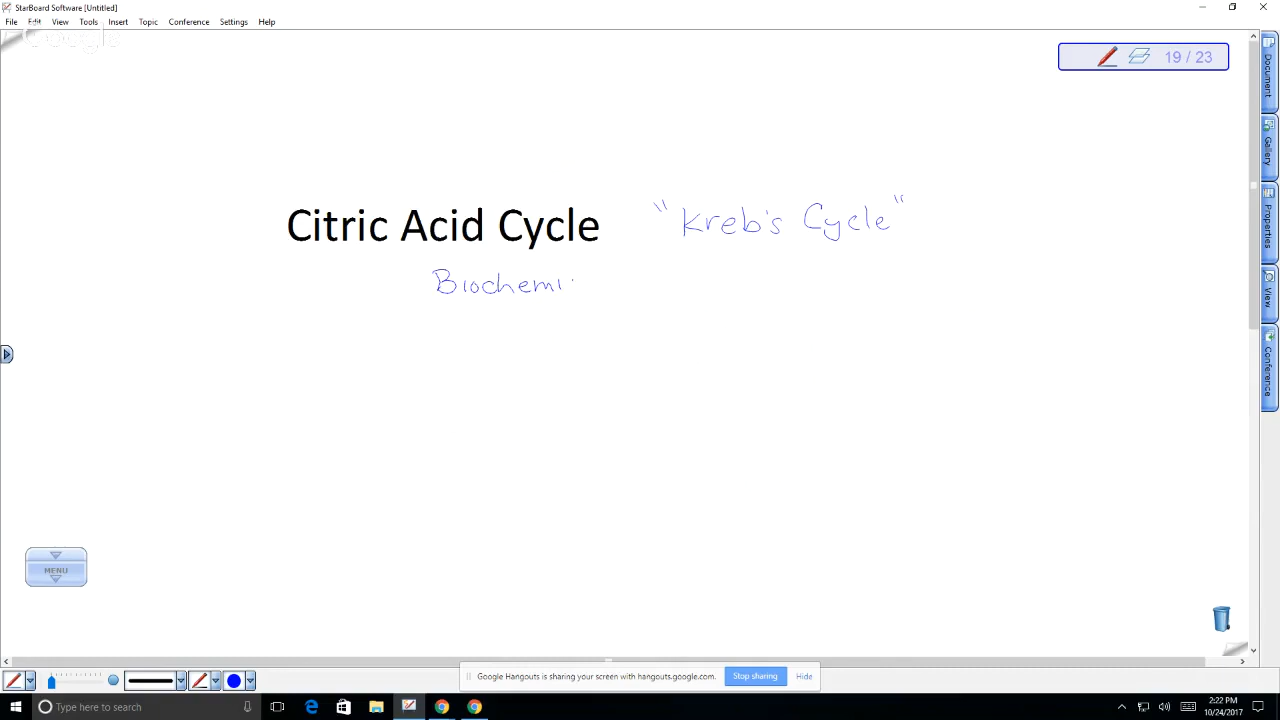 StarBoard Software [Untitled]
File Edit View Tools Insert Topic Conference Settings Help
Google
19 / 23
Document
Gallery
Properties
View
Conference
Citric Acid Cycle "Kreb's Cycle"
Biochemi
MENU
Google Hangouts is sharing your screen with hangouts.google.com. Stop sharing Hide
Type here to search
2:22 PM
10/24/2017